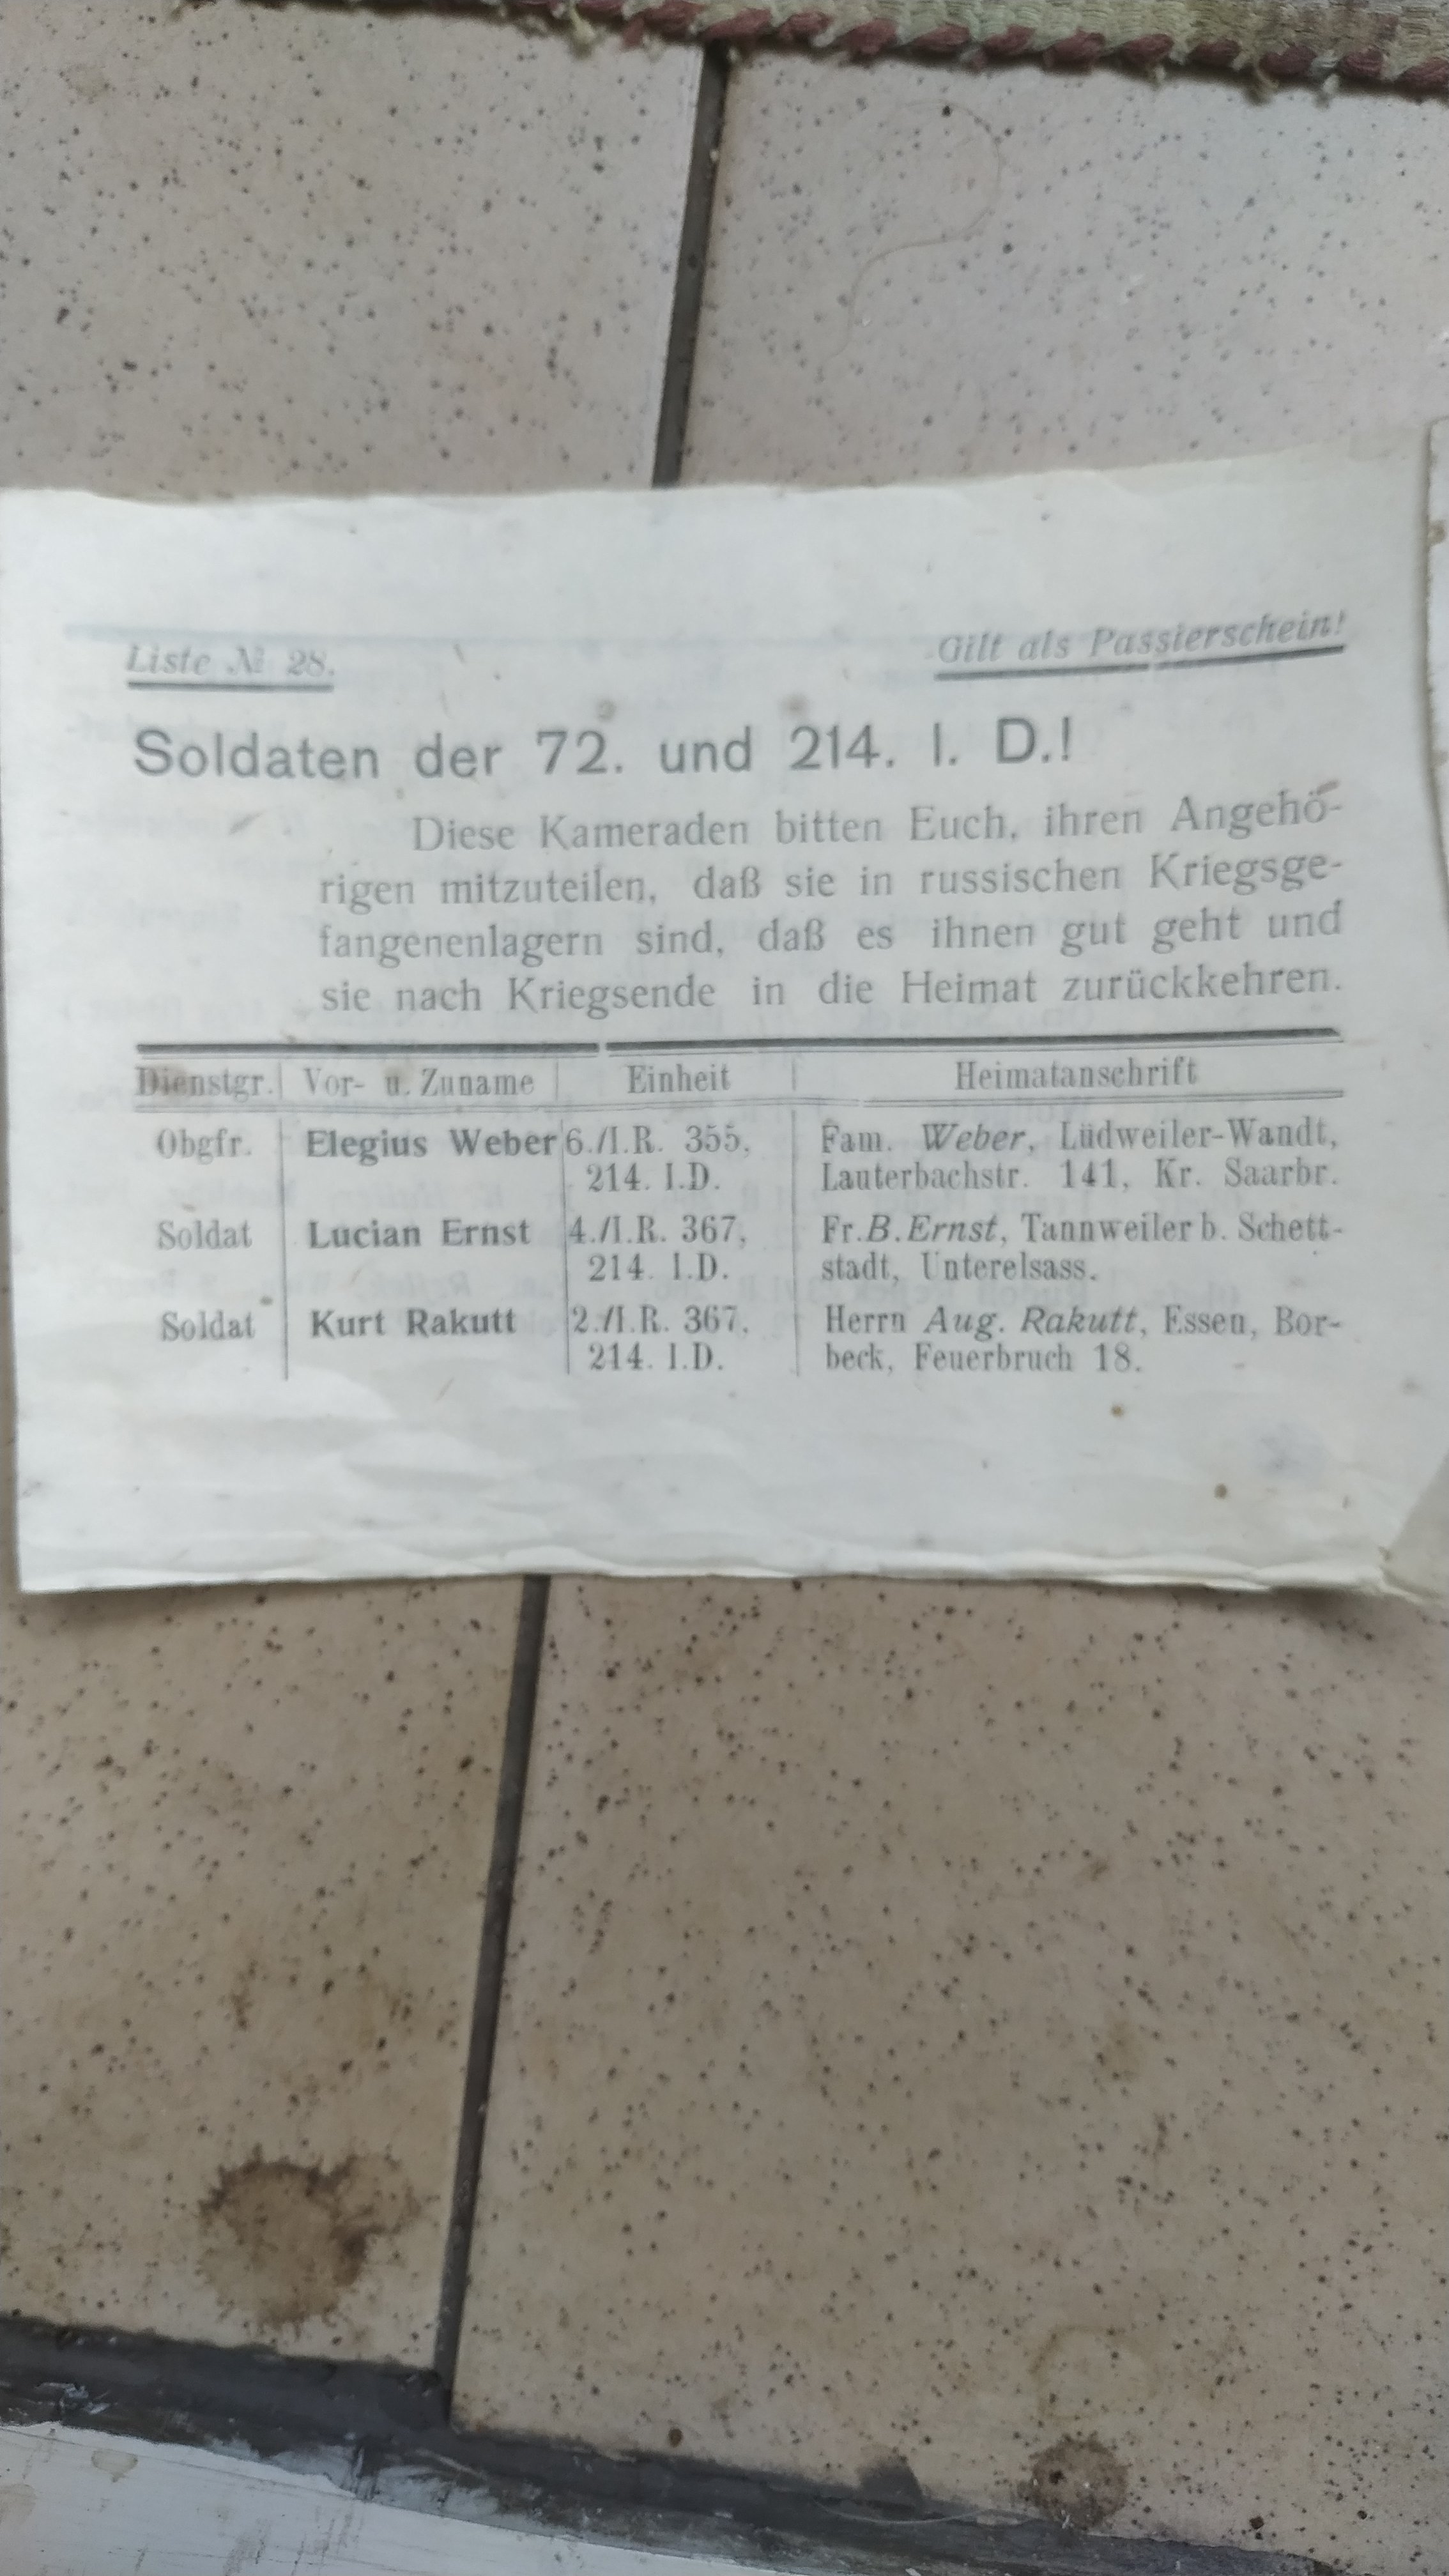 Liste № 28.
Gilt als Passierschein!
Soldaten der 72. und 214. I. D.!
Diese Kameraden bitten Euch, ihren Angehö-
rigen mitzuteilen, daß sie in russischen Kriegsge-
fangenenlagern sind, daß es ihnen gut geht und
sie nach Kriegsende in die Heimat zurückkehren.
Dienstgr. Vor- u. Zuname Einheit Heimatanschrift
Obgfr. Elegius Weber 6./I.R. 355, Fam. Weber, Lüdweiler-Wandt,
214. I.D. Lauterbachstr. 141, Kr. Saarbr.
Soldat Lucian Ernst 4./I.R. 367, Fr. B. Ernst, Tannweiler b. Schett-
214. I.D. stadt, Unterelsass.
Soldat Kurt Rakutt 2./I.R. 367, Herrn Aug. Rakutt, Essen, Bor-
214. I.D. beck, Feuerbruch 18.